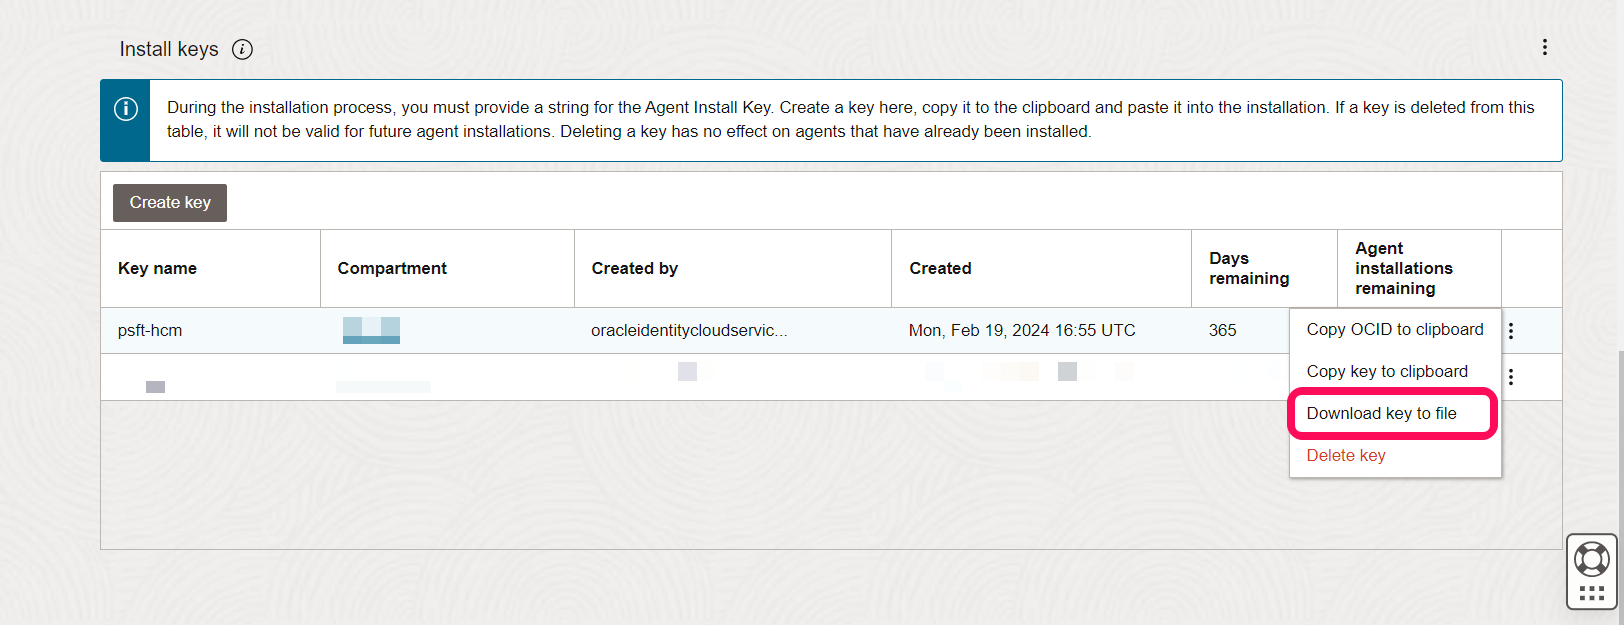 Install keys
During the installation process, you must provide a string for the Agent Install Key. Create a key here, copy it to the clipboard and paste it into the installation. If a key is deleted from this
table, it will not be valid for future agent installations. Deleting a key has no effect on agents that have already been installed.
Create key
Key name
Compartment
Created by
Created
Days
remaining
Agent
installations
remaining
psft-hcm
oracleidentitycloudservic...
Mon, Feb 19, 2024 16:55 UTC
365
Copy OCID to clipboard
Copy key to clipboard
Download key to file
Delete key